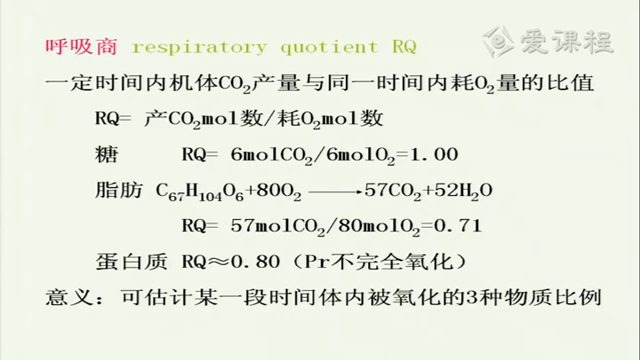 呼吸商 respiratory quotient RQ
爱课程
一定时间内机体CO₂产量与同一时间内耗O₂量的比值
RQ= 产CO₂mol数/耗O₂mol数
糖 RQ= 6molCO₂/6molO₂=1.00
脂肪 C₆₇H₁₀₄O₆+80O₂ ⟶57CO₂+52H₂O
RQ= 57molCO₂/80molO₂=0.71
蛋白质 RQ≈0.80（Pr不完全氧化）
意义：可估计某一段时间体内被氧化的3种物质比例